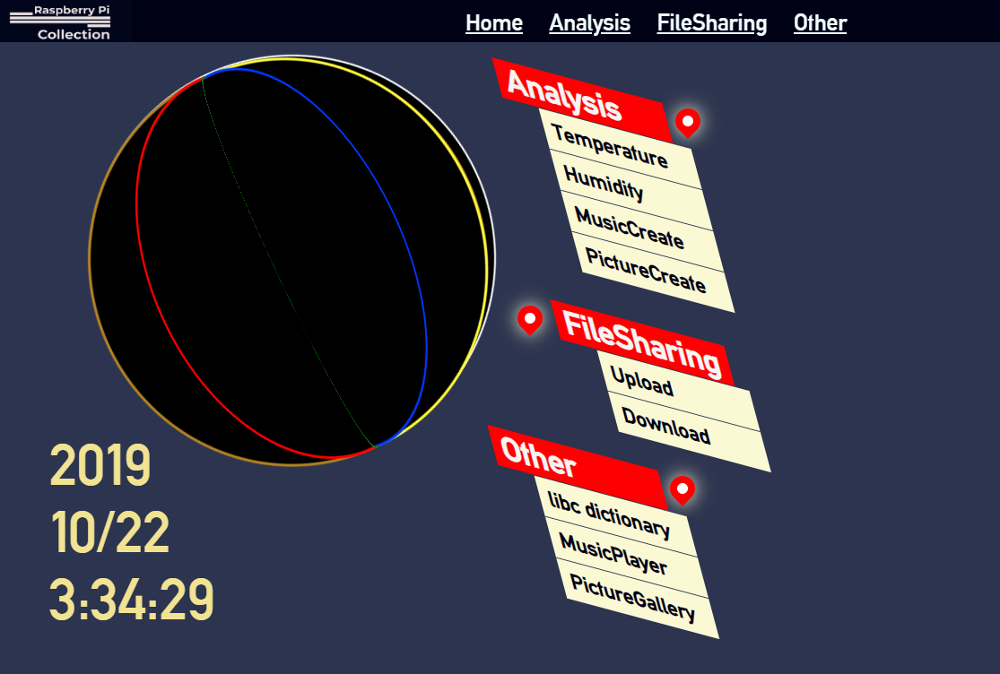 Raspberry Pi
Collection
Home Analysis FileSharing Other
Analysis
Temperature
Humidity
MusicCreate
PictureCreate
FileSharing
Upload
Download
Other
libc dictionary
MusicPlayer
PictureGallery
2019
10/22
3:34:29